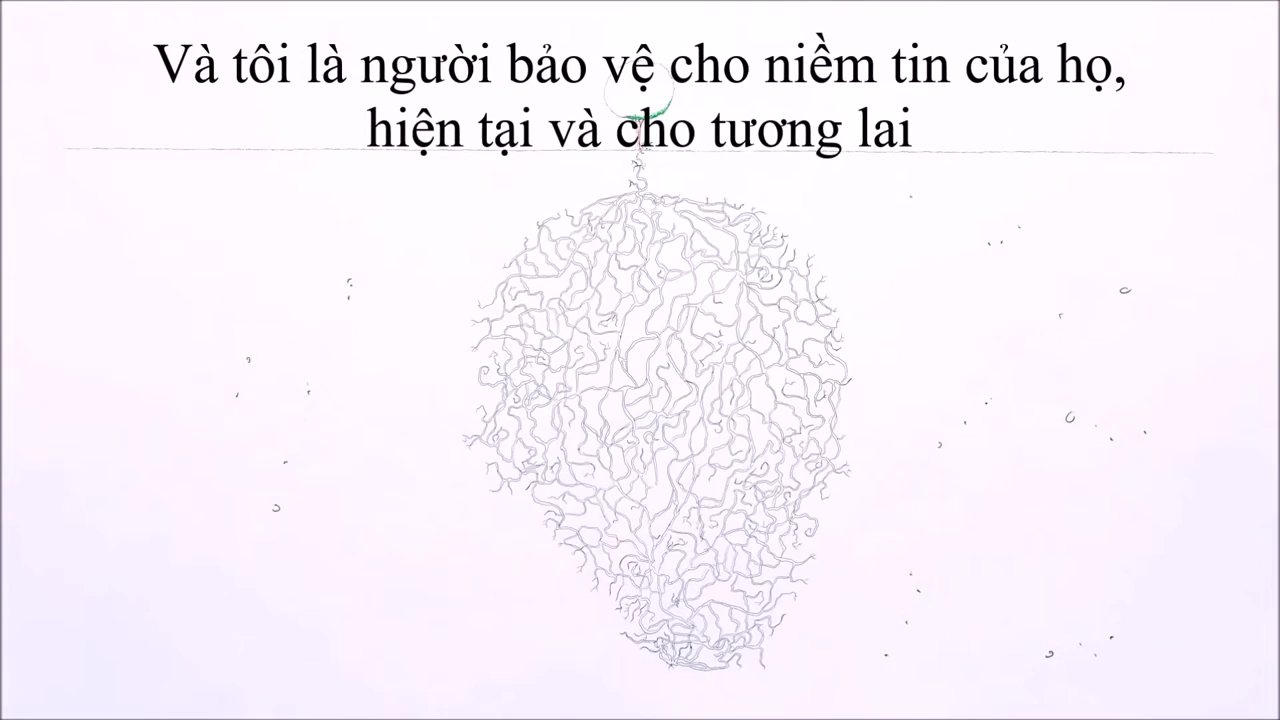 Và tôi là người bảo vệ cho niềm tin của họ,
hiện tại và cho tương lai